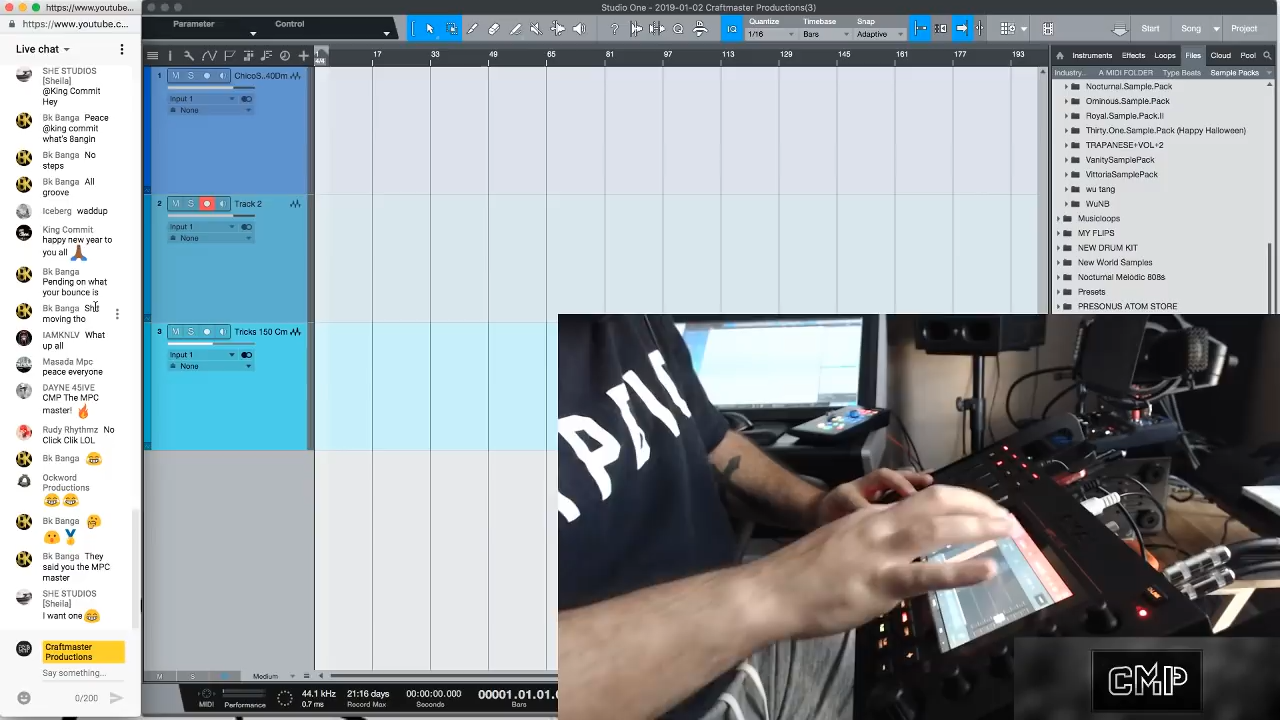 https://www.youtube...
https://www.youtube.c...
Live chat
SHE STUDIOS
[Sheila]
@King Commit
Hey
Bk Banga Peace
@king commit
what's 8angin
Bk Banga No
steps
Bk Banga All
groove
Iceberg waddup
King Commit
happy new year to
you all
Bk Banga
Pending on what
your bounce is
Bk Banga
moving tho
IAMKNLV What
up all
Masada Mpc
peace everyone
DAYNE 45IVE
CMP The MPC
master!
Rudy Rhythmz No
Click Clik LOL
Bk Banga
Ockword
Productions
Bk Banga
Bk Banga They
said you the MPC
master
SHE STUDIOS
[Sheila]
I want one
Craftmaster
Productions
Say something...
0/200
Studio One - 2019-01-02 Craftmaster Productions(3)
Parameter Control
IQ
Quantize
1/16
Timebase
Bars
Snap
Adaptive
Start Song Project
1 17 33 49 65 81 97 113 129 145 161 177 193
4/4
1 M S ChicoS..40Dm
Input 1
None
2 M S Track 2
Input 1
None
3 M S Tricks 150 Cm
Input 1
None
Instruments Effects Loops Files Cloud Pool
Industry.. A MIDI FOLDER Type Beats Sample Packs
Nocturnal.Sample.Pack
Ominous.Sample.Pack
Royal.Sample.Pack.II
Thirty.One.Sample.Pack (Happy Halloween)
TRAPANESE+VOL+2
VanitySamplePack
VittoriaSamplePack
wu tang
WuNB
Musicloops
MY FLIPS
NEW DRUM KIT
New World Samples
Nocturnal Melodic 808s
Presets
PRESONUS ATOM STORE
M S Medium
MIDI
Performance
44.1 kHz
0.7 ms
21:16 days
Record Max
00:00:00.000
Seconds
00001.01.01.0
Bars
CMP